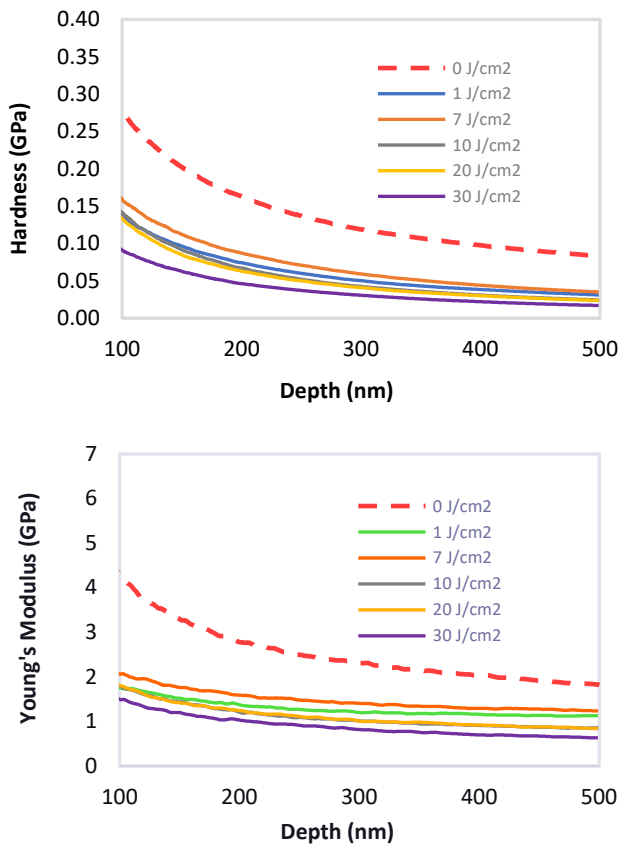 0.40
0.35
0.30
0.25
0.20
0.15
0.10
0.05
0.00
Hardness (GPa)
0 J/cm2
1 J/cm2
7 J/cm2
10 J/cm2
20 J/cm2
30 J/cm2
100 200 300 400 500
Depth (nm)
7
6
5
4
3
2
1
0
Young's Modulus (GPa)
0 J/cm2
1 J/cm2
7 J/cm2
10 J/cm2
20 J/cm2
30 J/cm2
100 200 300 400 500
Depth (nm)